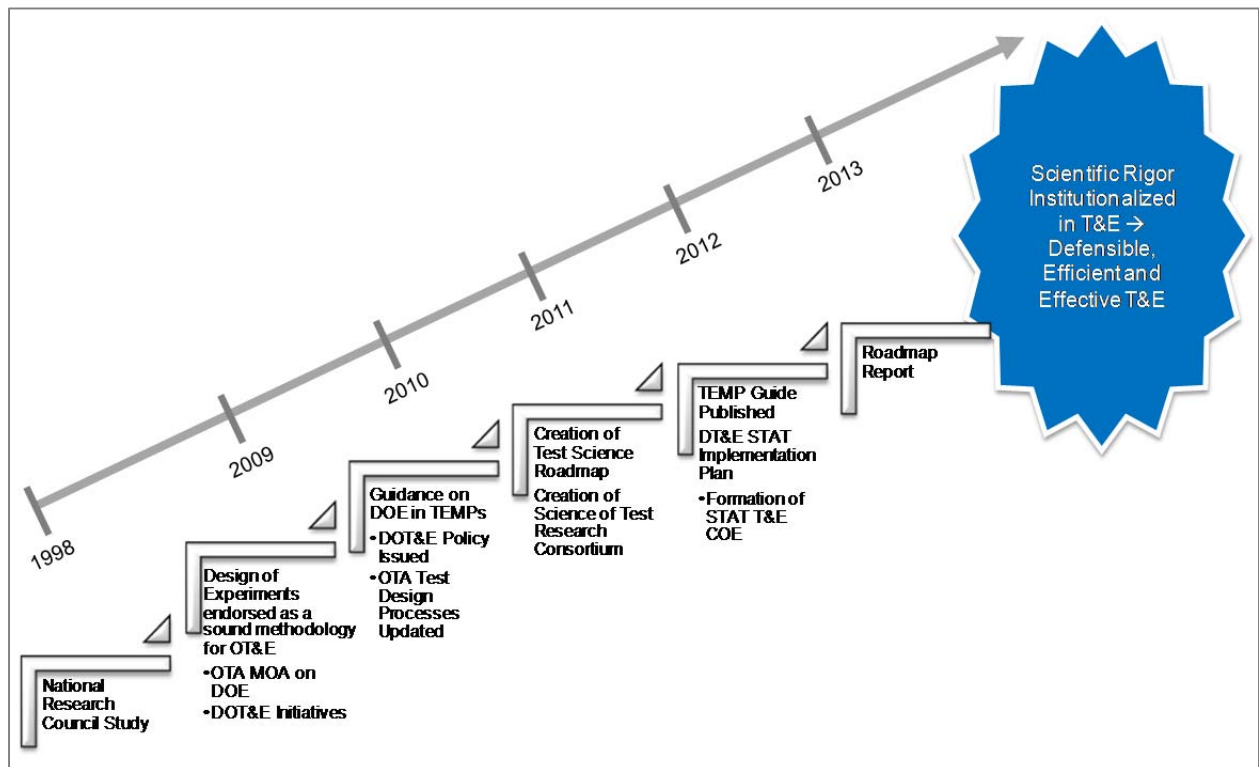 1998
2009
2010
2011
2012
2013
Scientific Rigor
Institutionalized
in T&E →
Defensible,
Efficient and
Effective T&E
National
Research
Council Study
Design of
Experiments
endorsed as a
sound methodology
for OT&E
•OTA MOA on
DOE
•DOT&E Initiatives
Guidance on
DOE in TEMPs
•DOT&E Policy
Issued
•OTA Test
Design
Processes
Updated
Creation of
Test Science
Roadmap
Creation of
Science of Test
Research
Consortium
TEMP Guide
Published
DT&E STAT
Implementation
Plan
•Formation of
STAT T&E
COE
Roadmap
Report